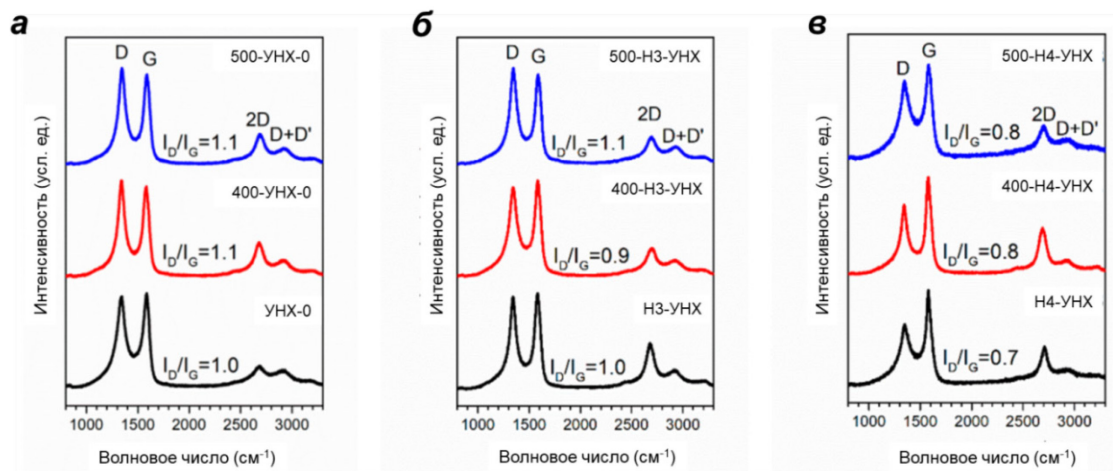 а
500-УНХ-0
D
G
2D
D+D'
I_D/I_G=1.1
400-УНХ-0
I_D/I_G=1.1
УНХ-0
I_D/I_G=1.0
Интенсивность (усл. ед.)
1000 1500 2000 2500 3000
Волновое число (см⁻¹)
б
500-Н3-УНХ
D
G
2D
D+D'
I_D/I_G=1.1
400-Н3-УНХ
I_D/I_G=0.9
Н3-УНХ
I_D/I_G=1.0
Интенсивность (усл. ед.)
1000 1500 2000 2500 3000
Волновое число (см⁻¹)
в
500-Н4-УНХ
D
G
2D
D+D'
I_D/I_G=0.8
400-Н4-УНХ
I_D/I_G=0.8
Н4-УНХ
I_D/I_G=0.7
Интенсивность (усл. ед.)
1000 1500 2000 2500 3000
Волновое число (см⁻¹)